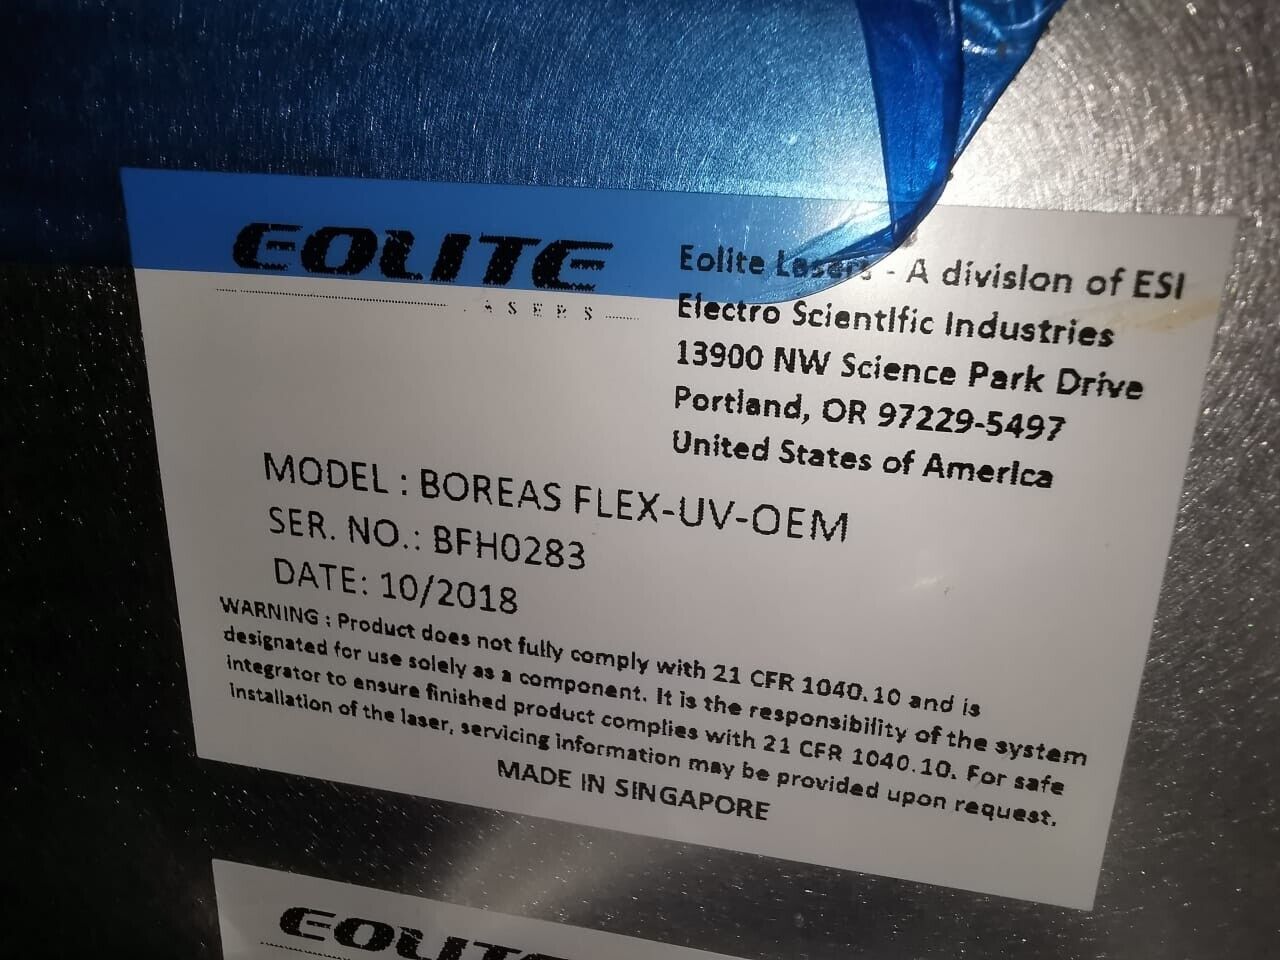 EOLITE
LASERS
Eolite Lasers - A division of ESI
Electro Scientific Industries
13900 NW Science Park Drive
Portland, OR 97229-5497
United States of America
MODEL : BOREAS FLEX-UV-OEM
SER. NO.: BFH0283
DATE: 10/2018
WARNING : Product does not fully comply with 21 CFR 1040.10 and is
designated for use solely as a component. It is the responsibility of the system
integrator to ensure finished product complies with 21 CFR 1040.10. For safe
installation of the laser, servicing information may be provided upon request.
MADE IN SINGAPORE
EOLITE